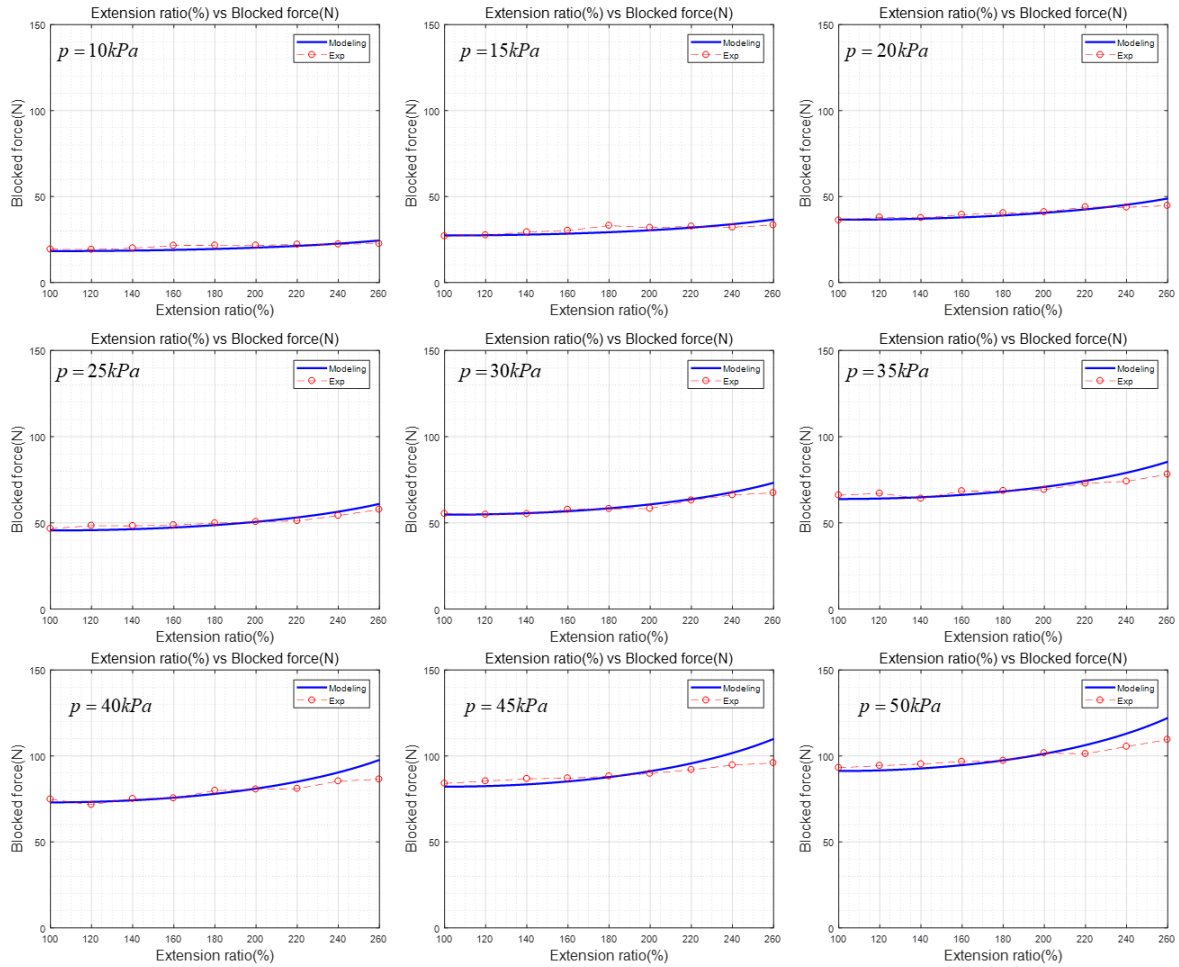 Extension ratio(%) vs Blocked force(N)
p = 10kPa
Modeling
Exp
Blocked force(N)
150
100
50
0
100 120 140 160 180 200 220 240 260
Extension ratio(%)
Extension ratio(%) vs Blocked force(N)
p = 15kPa
Modeling
Exp
Blocked force(N)
150
100
50
0
100 120 140 160 180 200 220 240 260
Extension ratio(%)
Extension ratio(%) vs Blocked force(N)
p = 20kPa
Modeling
Exp
Blocked force(N)
150
100
50
0
100 120 140 160 180 200 220 240 260
Extension ratio(%)
Extension ratio(%) vs Blocked force(N)
p = 25kPa
Modeling
Exp
Blocked force(N)
150
100
50
0
100 120 140 160 180 200 220 240 260
Extension ratio(%)
Extension ratio(%) vs Blocked force(N)
p = 30kPa
Modeling
Exp
Blocked force(N)
150
100
50
0
100 120 140 160 180 200 220 240 260
Extension ratio(%)
Extension ratio(%) vs Blocked force(N)
p = 35kPa
Modeling
Exp
Blocked force(N)
150
100
50
0
100 120 140 160 180 200 220 240 260
Extension ratio(%)
Extension ratio(%) vs Blocked force(N)
p = 40kPa
Modeling
Exp
Blocked force(N)
150
100
50
0
100 120 140 160 180 200 220 240 260
Extension ratio(%)
Extension ratio(%) vs Blocked force(N)
p = 45kPa
Modeling
Exp
Blocked force(N)
150
100
50
0
100 120 140 160 180 200 220 240 260
Extension ratio(%)
Extension ratio(%) vs Blocked force(N)
p = 50kPa
Modeling
Exp
Blocked force(N)
150
100
50
0
100 120 140 160 180 200 220 240 260
Extension ratio(%)